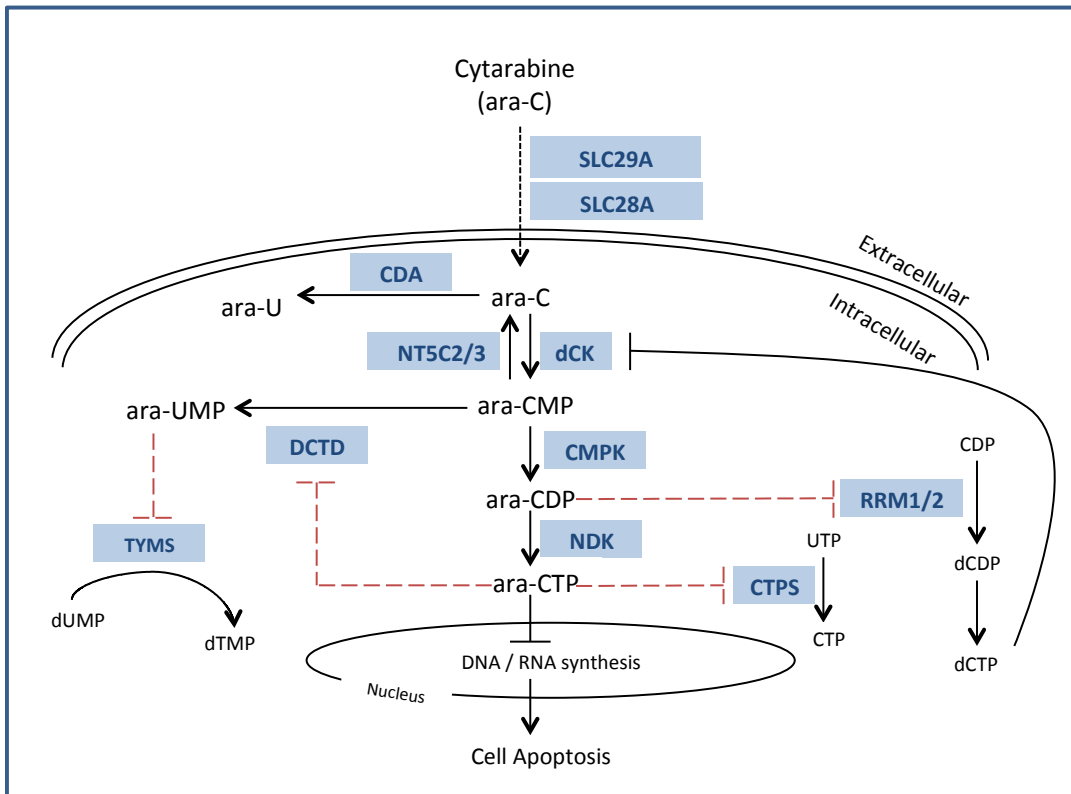 Cytarabine
(ara-C)
SLC29A
SLC28A
Extracellular
Intracellular
CDA
ara-U
ara-C
NT5C2/3
dCK
ara-UMP
ara-CMP
DCTD
CMPK
CDP
ara-CDP
RRM1/2
TYMS
NDK
UTP
dCDP
ara-CTP
CTPS
dUMP
dTMP
CTP
DNA / RNA synthesis
dCTP
Nucleus
Cell Apoptosis